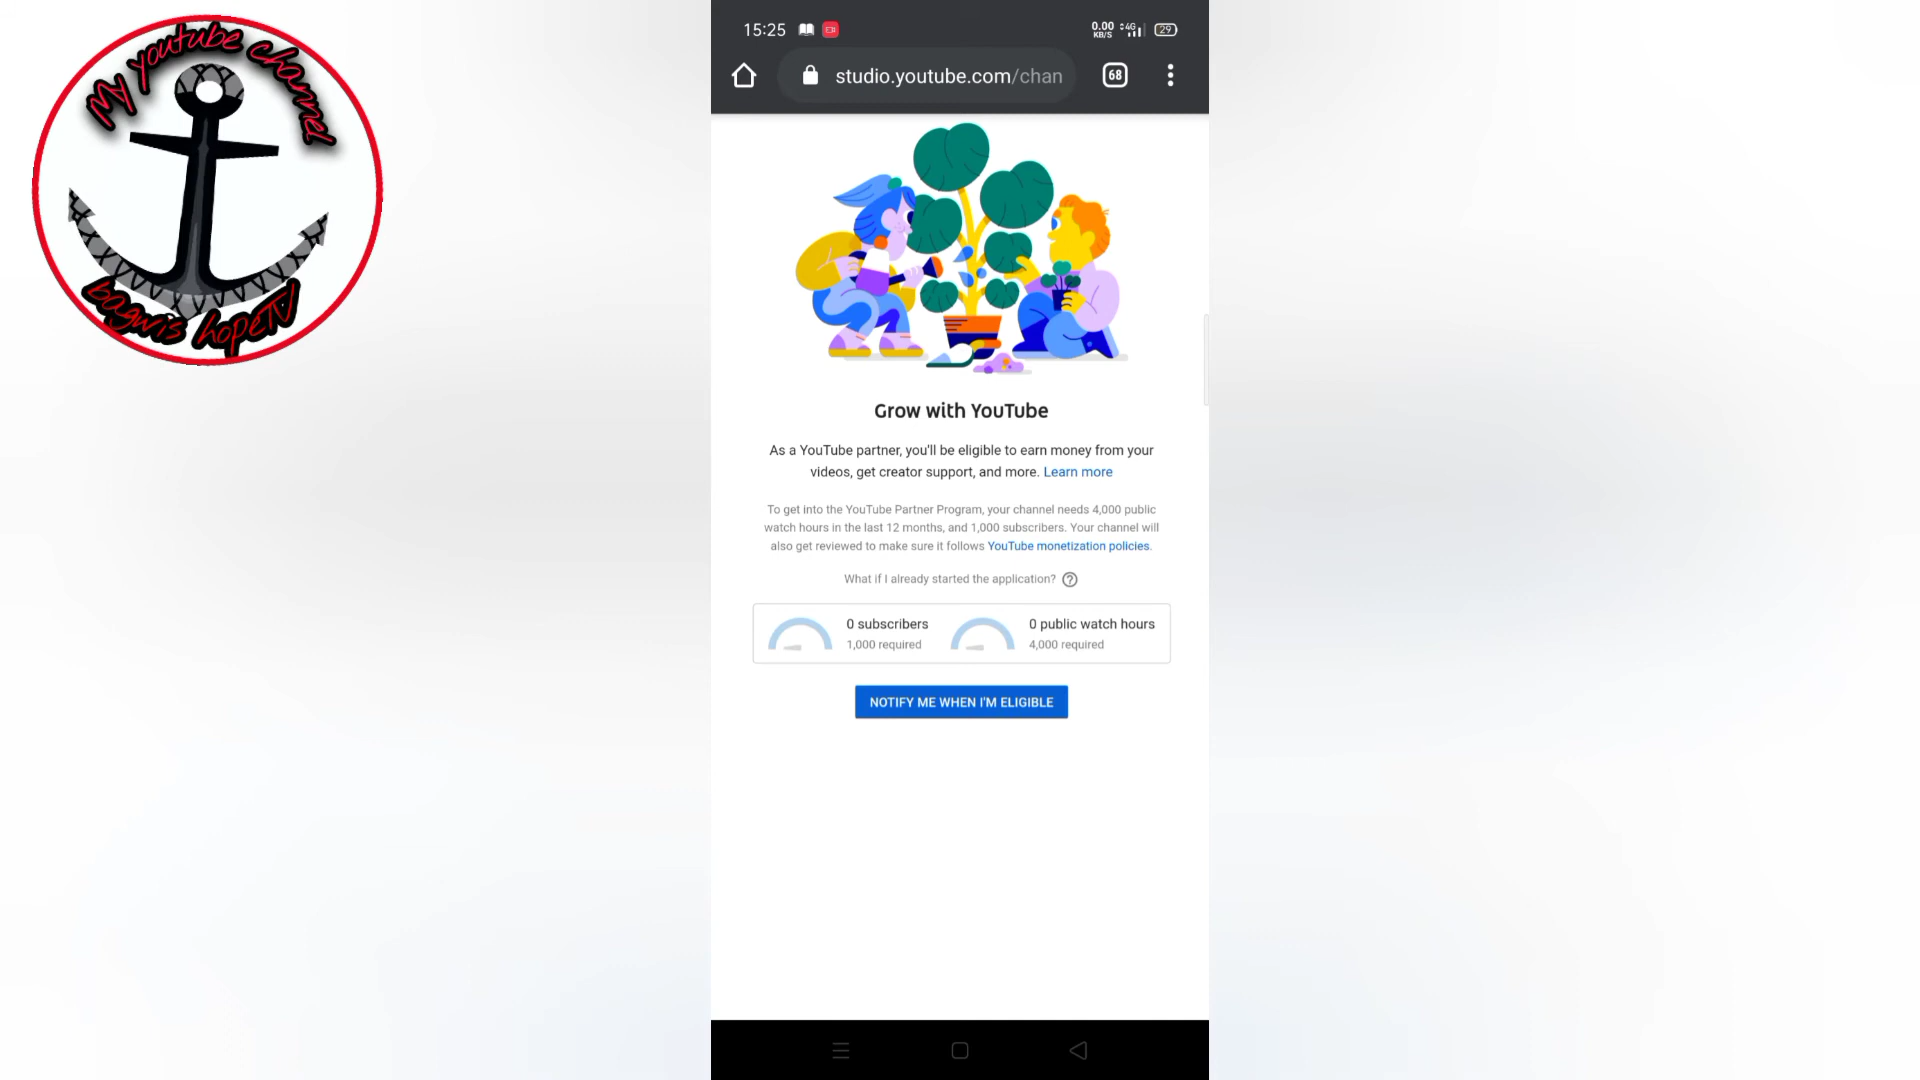 My youtube channel
bagwis hopeTV
15:25
0.00
KB/S
4G
29
studio.youtube.com/chan
68
Grow with YouTube
As a YouTube partner, you'll be eligible to earn money from your
videos, get creator support, and more. Learn more
To get into the YouTube Partner Program, your channel needs 4,000 public
watch hours in the last 12 months, and 1,000 subscribers. Your channel will
also get reviewed to make sure it follows YouTube monetization policies.
What if I already started the application? ?
0 subscribers
1,000 required
0 public watch hours
4,000 required
NOTIFY ME WHEN I'M ELIGIBLE